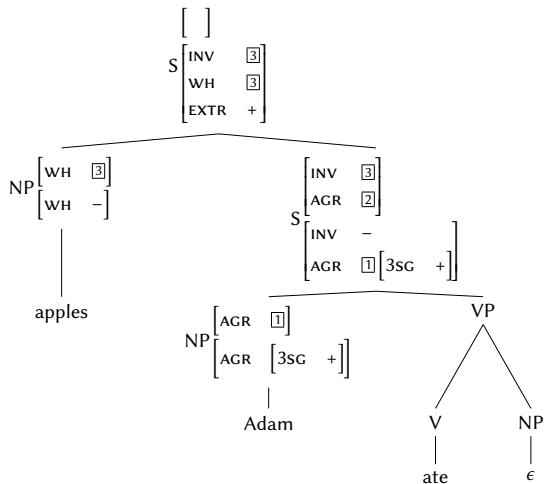 [ ]
S [INV 3
WH 3
EXTR +]
NP [WH 3]
[WH −]
S [INV 3
AGR 2]
[INV −
AGR 1 [3SG +]]
apples
NP [AGR 1]
[AGR [3SG +]]
VP
Adam
V NP
ate ϵ